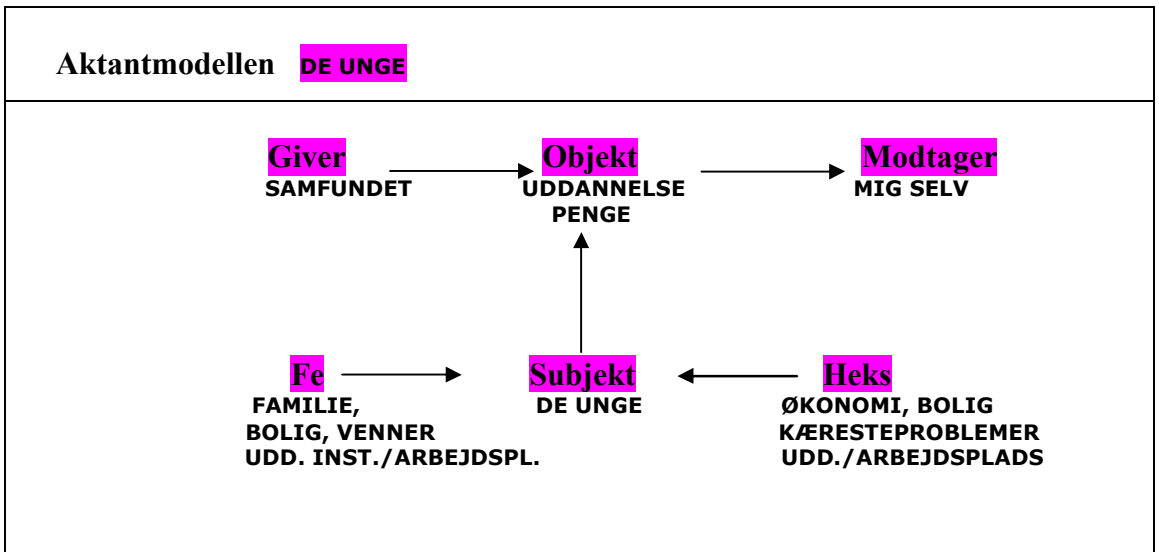 Aktantmodellen DE UNGE
Giver
SAMFUNDET
Objekt
UDDANNELSE
PENGE
Modtager
MIG SELV
Fe
FAMILIE,
BOLIG, VENNER
UDD. INST./ARBEJDSPL.
Subjekt
DE UNGE
Heks
ØKONOMI, BOLIG
KÆRESTEPROBLEMER
UDD./ARBEJDSPLADS